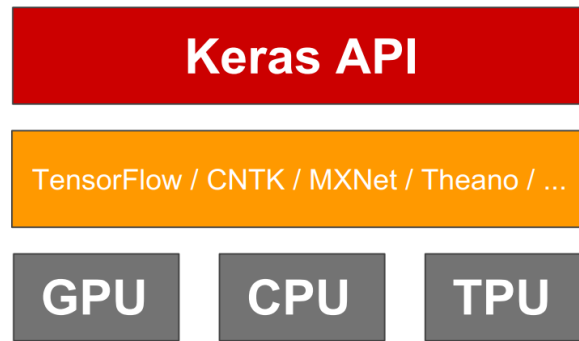 Keras API
TensorFlow / CNTK / MXNet / Theano / ...
GPU CPU TPU